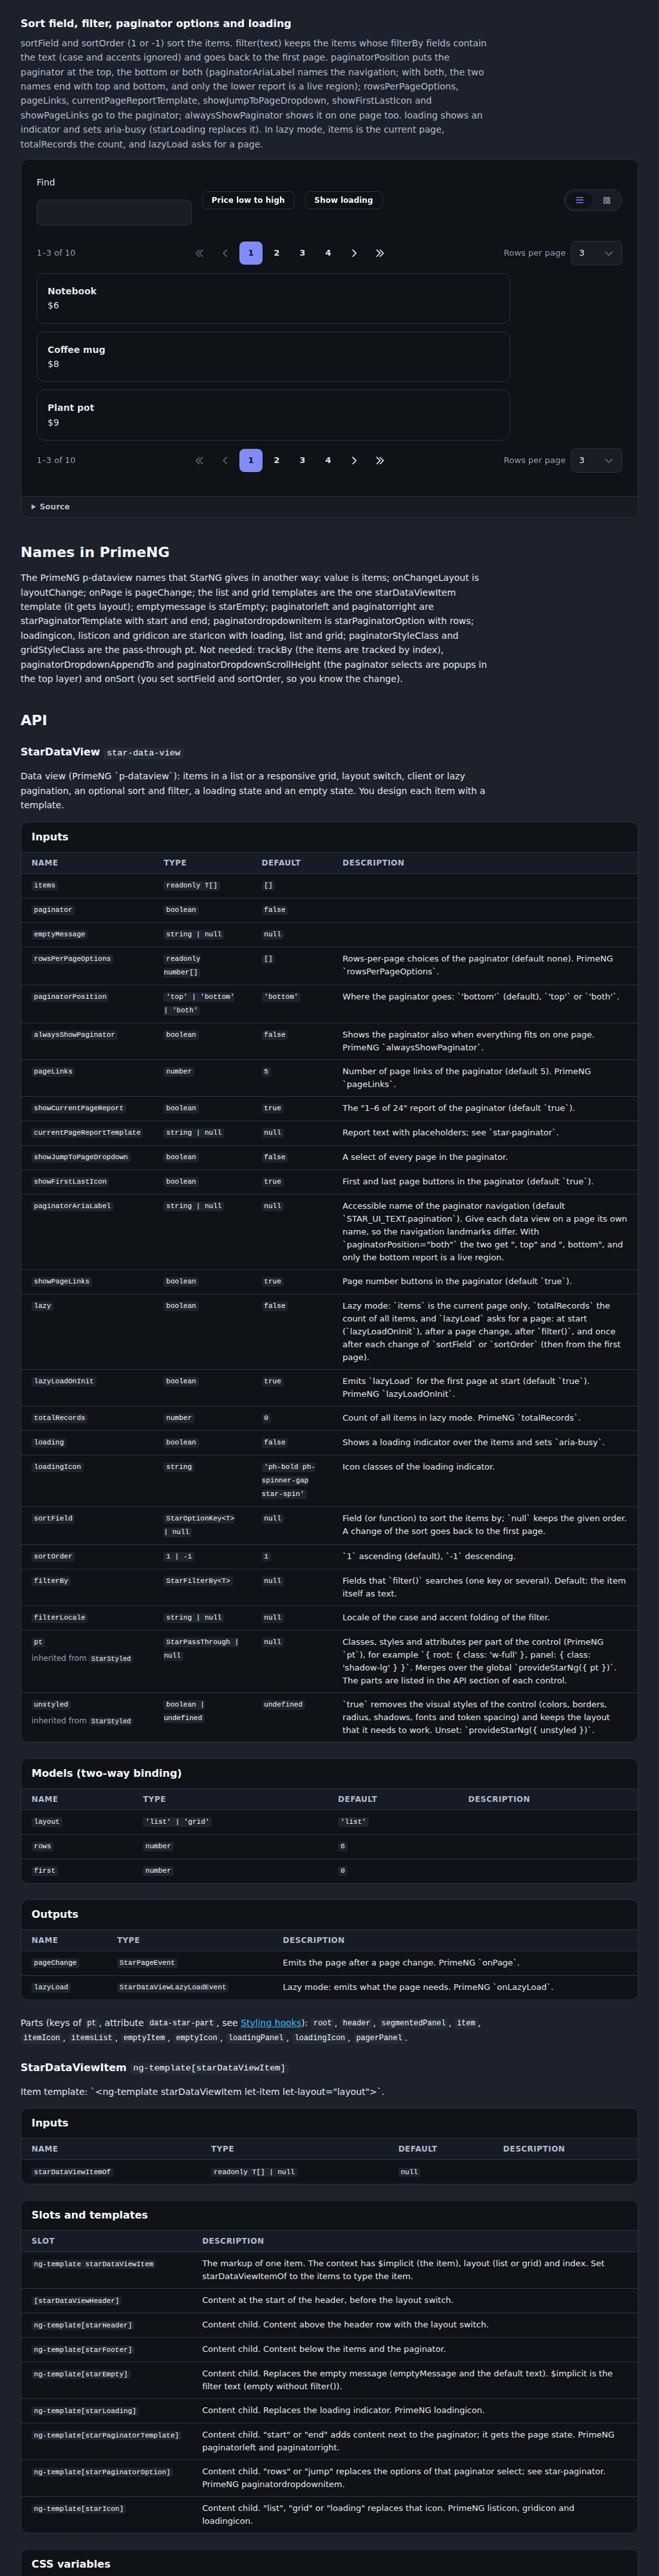 Sort field, filter, paginator options and loading
sortField and sortOrder (1 or -1) sort the items. filter(text) keeps the items whose filterBy fields contain
the text (case and accents ignored) and goes back to the first page. paginatorPosition puts the
paginator at the top, the bottom or both (paginatorAriaLabel names the navigation; with both, the two
names end with top and bottom, and only the lower report is a live region); rowsPerPageOptions,
pageLinks, currentPageReportTemplate, showJumpToPageDropdown, showFirstLastIcon and
showPageLinks go to the paginator; alwaysShowPaginator shows it on one page too. loading shows an
indicator and sets aria-busy (starLoading replaces it). In lazy mode, items is the current page,
totalRecords the count, and lazyLoad asks for a page.
Find
Price low to high
Show loading
1–3 of 10
1
2
3
4
Rows per page
3
Notebook
$6
Coffee mug
$8
Plant pot
$9
1–3 of 10
1
2
3
4
Rows per page
3
Source
Names in PrimeNG
The PrimeNG p-dataview names that StarNG gives in another way: value is items; onChangeLayout is
layoutChange; onPage is pageChange; the list and grid templates are the one starDataViewItem
template (it gets layout); emptymessage is starEmpty; paginatorleft and paginatorright are
starPaginatorTemplate with start and end; paginatordropdownitem is starPaginatorOption with rows;
loadingicon, listicon and gridicon are starIcon with loading, list and grid; paginatorStyleClass and
gridStyleClass are the pass-through pt. Not needed: trackBy (the items are tracked by index),
paginatorDropdownAppendTo and paginatorDropdownScrollHeight (the paginator selects are popups in
the top layer) and onSort (you set sortField and sortOrder, so you know the change).
API
StarDataView star-data-view
Data view (PrimeNG `p-dataview`): items in a list or a responsive grid, layout switch, client or lazy
pagination, an optional sort and filter, a loading state and an empty state. You design each item with a
template.
Inputs
NAME TYPE DEFAULT DESCRIPTION
items readonly T[] []
paginator boolean false
emptyMessage string | null null
rowsPerPageOptions readonly [] Rows-per-page choices of the paginator (default none). PrimeNG
number[] `rowsPerPageOptions`.
paginatorPosition 'top' | 'bottom' 'bottom' Where the paginator goes: `'bottom'` (default), `'top'` or `'both'`.
| 'both'
alwaysShowPaginator boolean false Shows the paginator also when everything fits on one page.
PrimeNG `alwaysShowPaginator`.
pageLinks number 5 Number of page links of the paginator (default 5). PrimeNG
`pageLinks`.
showCurrentPageReport boolean true The "1–6 of 24" report of the paginator (default `true`).
currentPageReportTemplate string | null null Report text with placeholders; see `star-paginator`.
showJumpToPageDropdown boolean false A select of every page in the paginator.
showFirstLastIcon boolean true First and last page buttons in the paginator (default `true`).
paginatorAriaLabel string | null null Accessible name of the paginator navigation (default
`STAR_UI_TEXT.pagination`). Give each data view on a page its own
name, so the navigation landmarks differ. With
`paginatorPosition="both"` the two get ", top" and ", bottom", and
only the bottom report is a live region.
showPageLinks boolean true Page number buttons in the paginator (default `true`).
lazy boolean false Lazy mode: `items` is the current page only, `totalRecords` the
count of all items, and `lazyLoad` asks for a page: at start
(`lazyLoadOnInit`), after a page change, after `filter()`, and once
after each change of `sortField` or `sortOrder` (then from the first
page).
lazyLoadOnInit boolean true Emits `lazyLoad` for the first page at start (default `true`).
PrimeNG `lazyLoadOnInit`.
totalRecords number 0 Count of all items in lazy mode. PrimeNG `totalRecords`.
loading boolean false Shows a loading indicator over the items and sets `aria-busy`.
loadingIcon string 'ph-bold ph- Icon classes of the loading indicator.
spinner-gap
star-spin'
sortField StarOptionKey<T> null Field (or function) to sort the items by; `null` keeps the given order.
| null A change of the sort goes back to the first page.
sortOrder 1 | -1 1 `1` ascending (default), `-1` descending.
filterBy StarFilterBy<T> null Fields that `filter()` searches (one key or several). Default: the item
itself as text.
filterLocale string | null null Locale of the case and accent folding of the filter.
pt StarPassThrough | null Classes, styles and attributes per part of the control (PrimeNG
inherited from StarStyled null `pt`), for example `{ root: { class: 'w-full' }, panel: { class:
'shadow-lg' } }`. Merges over the global `provideStarNg({ pt })`.
The parts are listed in the API section of each control.
unstyled boolean | undefined `true` removes the visual styles of the control (colors, borders,
inherited from StarStyled undefined radius, shadows, fonts and token spacing) and keeps the layout
that it needs to work. Unset: `provideStarNg({ unstyled })`.
Models (two-way binding)
NAME TYPE DEFAULT DESCRIPTION
layout 'list' | 'grid' 'list'
rows number 6
first number 0
Outputs
NAME TYPE DESCRIPTION
pageChange StarPageEvent Emits the page after a page change. PrimeNG `onPage`.
lazyLoad StarDataViewLazyLoadEvent Lazy mode: emits what the page needs. PrimeNG `onLazyLoad`.
Parts (keys of pt, attribute data-star-part, see Styling hooks): root, header, segmentedPanel, item,
itemIcon, itemsList, emptyItem, emptyIcon, loadingPanel, loadingIcon, pagerPanel.
StarDataViewItem ng-template[starDataViewItem]
Item template: `<ng-template starDataViewItem let-item let-layout="layout">`.
Inputs
NAME TYPE DEFAULT DESCRIPTION
starDataViewItemOf readonly T[] | null null
Slots and templates
SLOT DESCRIPTION
ng-template starDataViewItem The markup of one item. The context has $implicit (the item), layout (list or grid) and index. Set
starDataViewItemOf to the items to type the item.
[starDataViewHeader] Content at the start of the header, before the layout switch.
ng-template[starHeader] Content child. Content above the header row with the layout switch.
ng-template[starFooter] Content child. Content below the items and the paginator.
ng-template[starEmpty] Content child. Replaces the empty message (emptyMessage and the default text). $implicit is the
filter text (empty without filter()).
ng-template[starLoading] Content child. Replaces the loading indicator. PrimeNG loadingicon.
ng-template[starPaginatorTemplate] Content child. "start" or "end" adds content next to the paginator; it gets the page state. PrimeNG
paginatorleft and paginatorright.
ng-template[starPaginatorOption] Content child. "rows" or "jump" replaces the options of that paginator select; see star-paginator.
PrimeNG paginatordropdownitem.
ng-template[starIcon] Content child. "list", "grid" or "loading" replaces that icon. PrimeNG listicon, gridicon and
loadingicon.
CSS variables